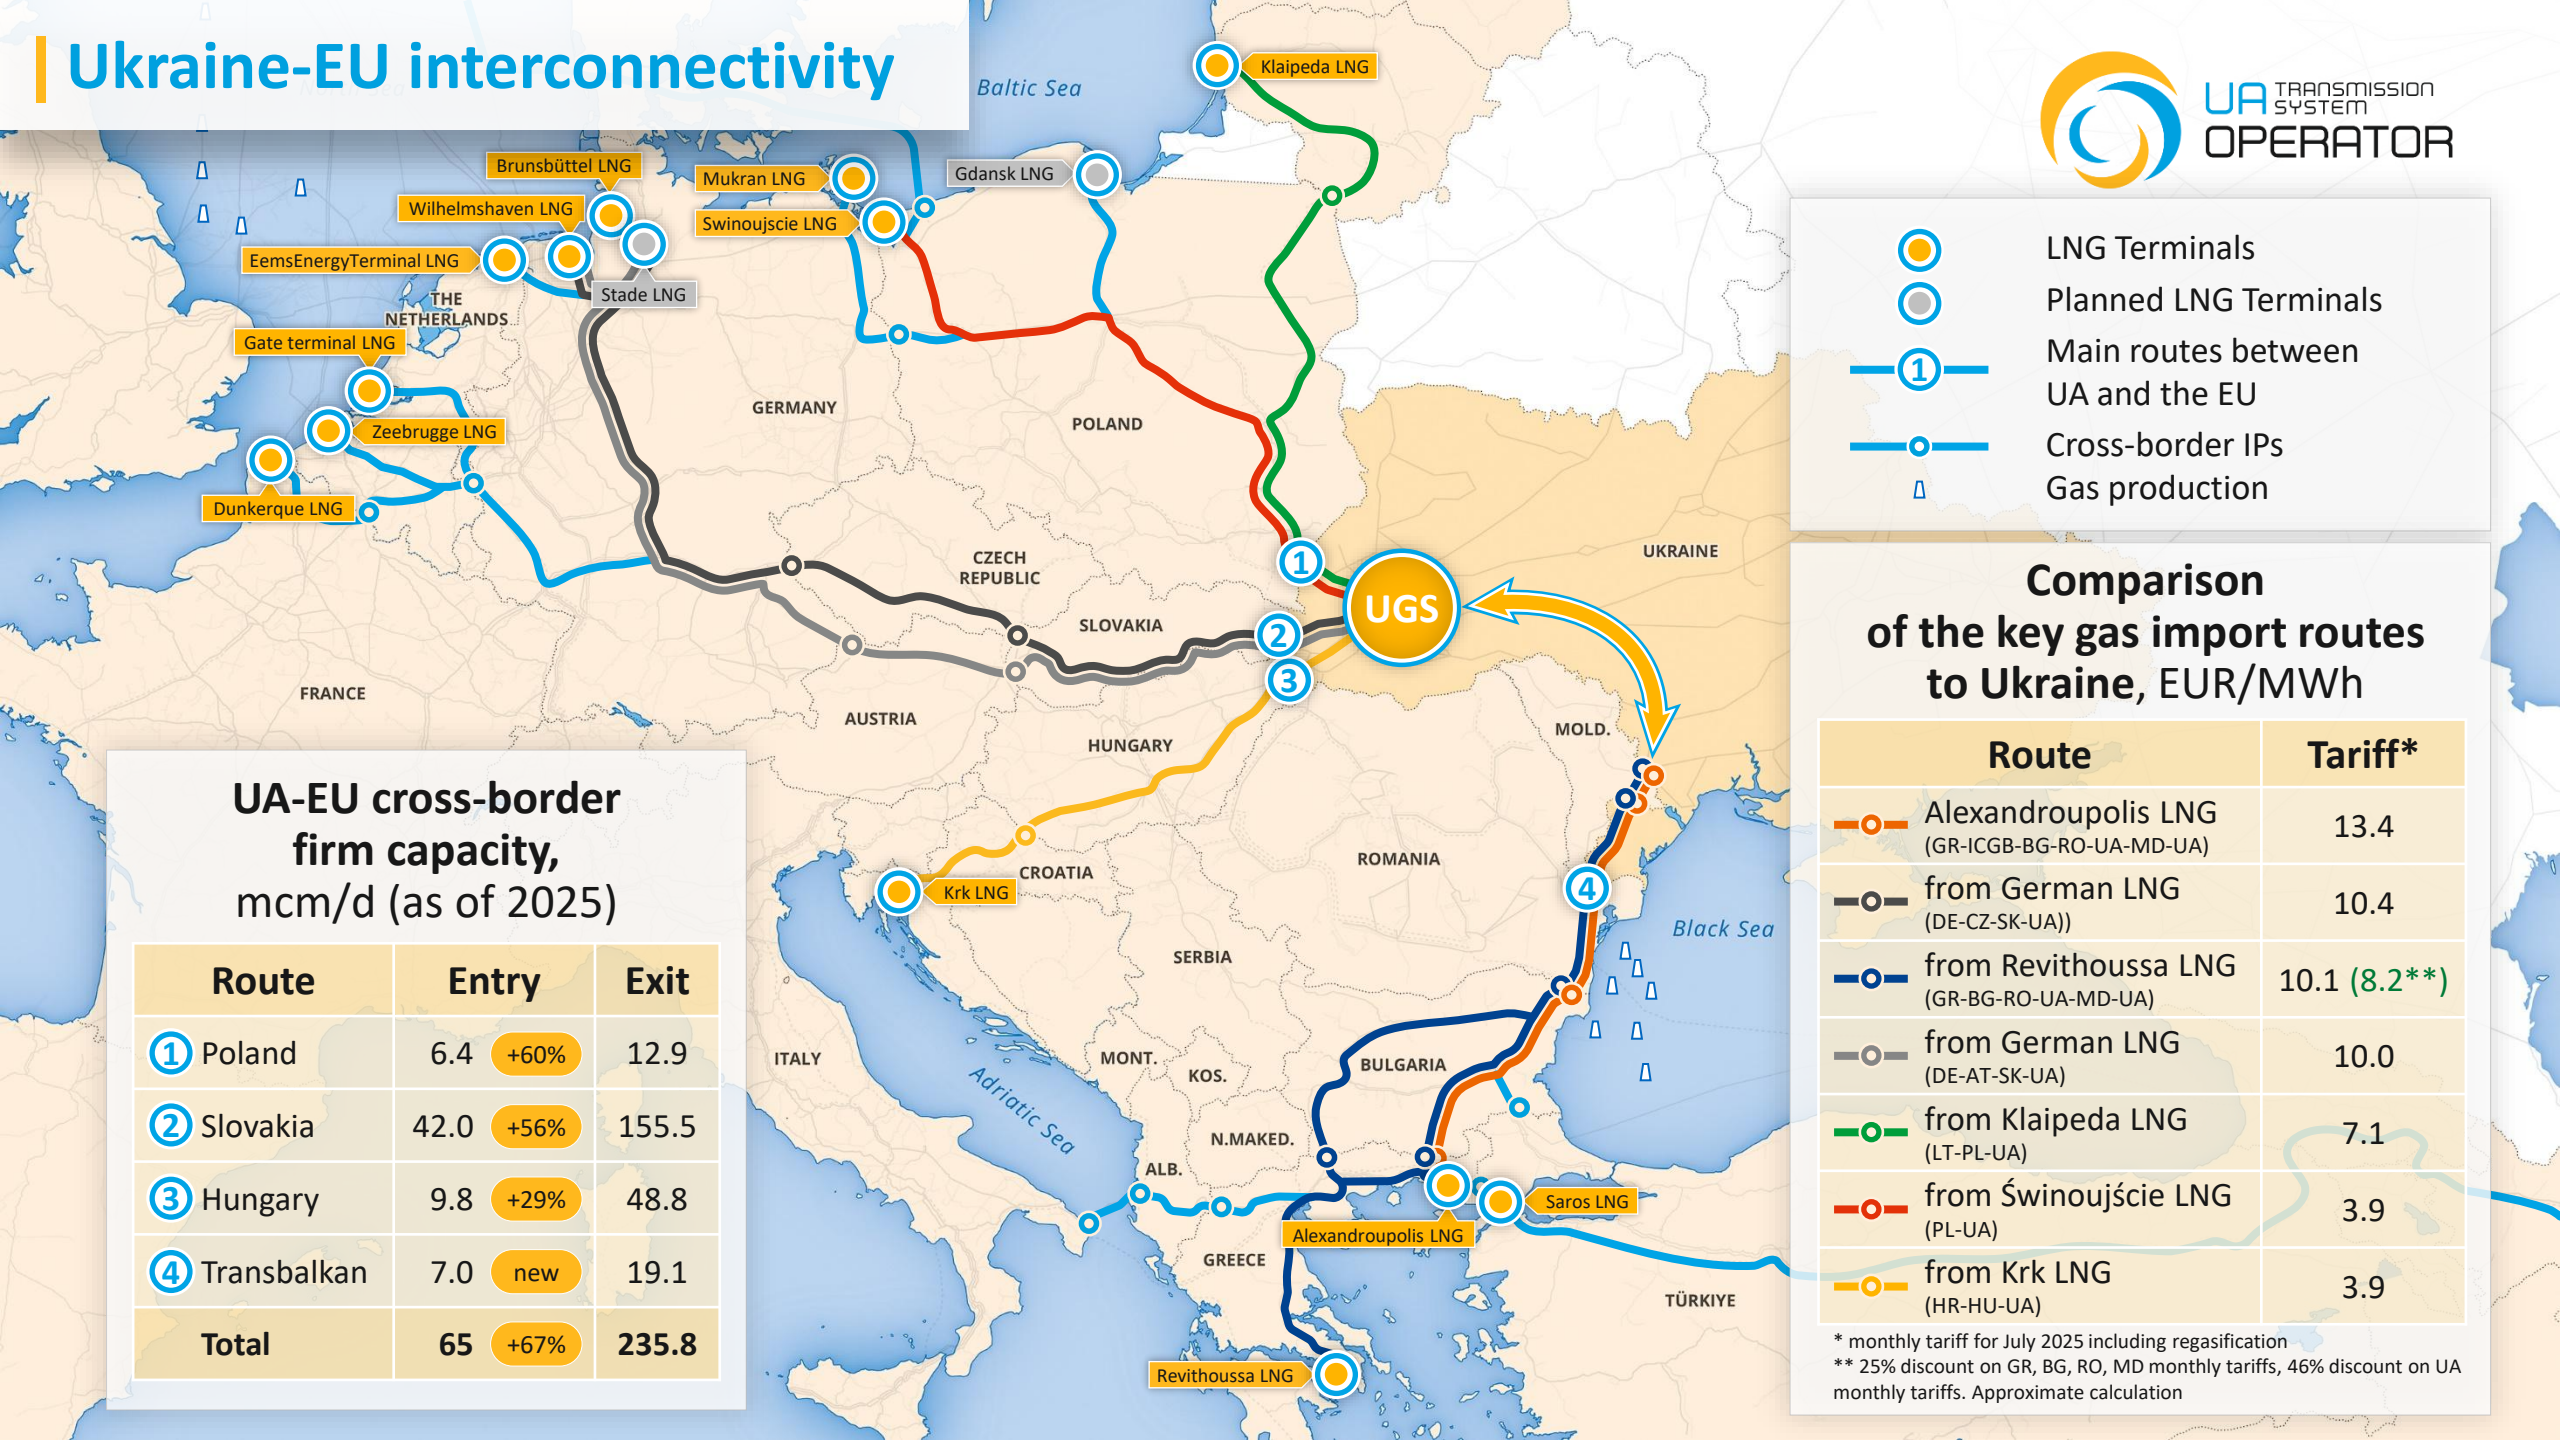 Ukraine-EU interconnectivity
UA TRANSMISSION
SYSTEM
OPERATOR
Baltic Sea
Klaipeda LNG
Brunsbüttel LNG
Mukran LNG
Gdansk LNG
Wilhelmshaven LNG
Swinoujscie LNG
EemsEnergyTerminal LNG
Stade LNG
THE
NETHERLANDS
Gate terminal LNG
Zeebrugge LNG
Dunkerque LNG
GERMANY
POLAND
CZECH
REPUBLIC
SLOVAKIA
UKRAINE
1
2
3
UGS
FRANCE
AUSTRIA
HUNGARY
MOLD.
ROMANIA
CROATIA
Krk LNG
4
Black Sea
SERBIA
ITALY
MONT.
KOS.
BULGARIA
Adriatic Sea
N.MAKED.
ALB.
Saros LNG
Alexandroupolis LNG
GREECE
TÜRKIYE
Revithoussa LNG
LNG Terminals
Planned LNG Terminals
1 Main routes between
UA and the EU
Cross-border IPs
Gas production
UA-EU cross-border
firm capacity,
mcm/d (as of 2025)
Route Entry Exit
1 Poland 6.4 +60% 12.9
2 Slovakia 42.0 +56% 155.5
3 Hungary 9.8 +29% 48.8
4 Transbalkan 7.0 new 19.1
Total 65 +67% 235.8
Comparison
of the key gas import routes
to Ukraine, EUR/MWh
Route Tariff*
Alexandroupolis LNG 13.4
(GR-ICGB-BG-RO-UA-MD-UA)
from German LNG 10.4
(DE-CZ-SK-UA))
from Revithoussa LNG 10.1 (8.2**)
(GR-BG-RO-UA-MD-UA)
from German LNG 10.0
(DE-AT-SK-UA)
from Klaipeda LNG 7.1
(LT-PL-UA)
from Świnoujście LNG 3.9
(PL-UA)
from Krk LNG 3.9
(HR-HU-UA)
* monthly tariff for July 2025 including regasification
** 25% discount on GR, BG, RO, MD monthly tariffs, 46% discount on UA
monthly tariffs. Approximate calculation